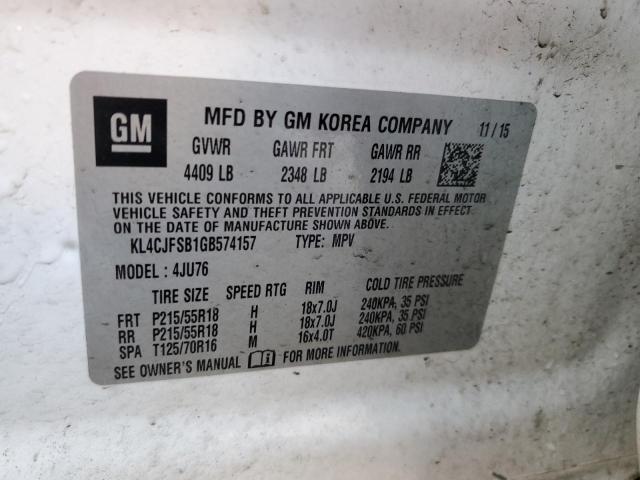 GM
MFD BY GM KOREA COMPANY 11/15
GVWR GAWR FRT GAWR RR
4409 LB 2348 LB 2194 LB
THIS VEHICLE CONFORMS TO ALL APPLICABLE U.S. FEDERAL MOTOR
VEHICLE SAFETY AND THEFT PREVENTION STANDARDS IN EFFECT
ON THE DATE OF MANUFACTURE SHOWN ABOVE.
KL4CJFSB1GB574157 TYPE: MPV
MODEL: 4JU76
TIRE SIZE SPEED RTG RIM COLD TIRE PRESSURE
FRT P215/55R18 H 18x7.0J 240KPA, 35 PSI
RR P215/55R18 H 18x7.0J 240KPA, 35 PSI
SPA T125/70R16 M 16x4.0T 420KPA, 60 PSI
SEE OWNER'S MANUAL FOR MORE INFORMATION.